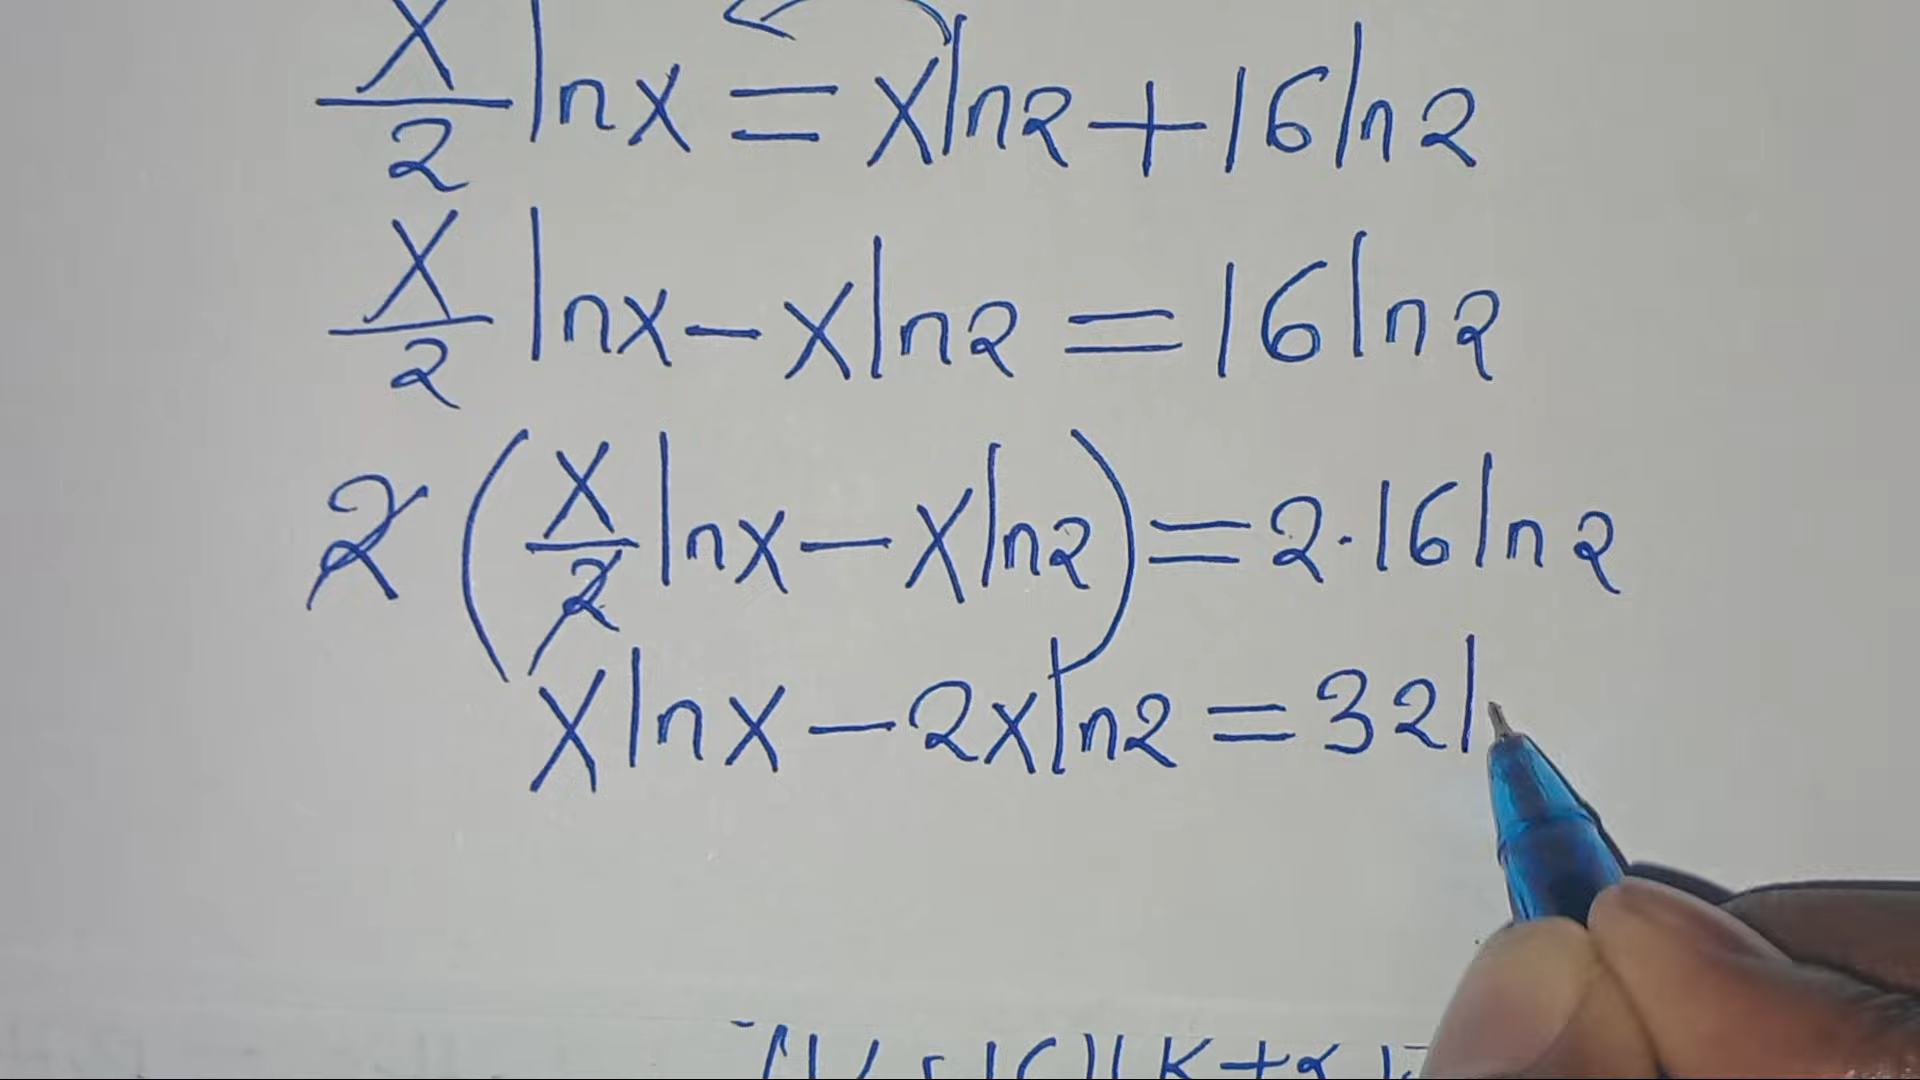 x/2 lnx = xln2 + 16ln2
x/2 lnx - xln2 = 16ln2
2(x/2 lnx - xln2) = 2·16ln2
xlnx - 2xln2 = 32l